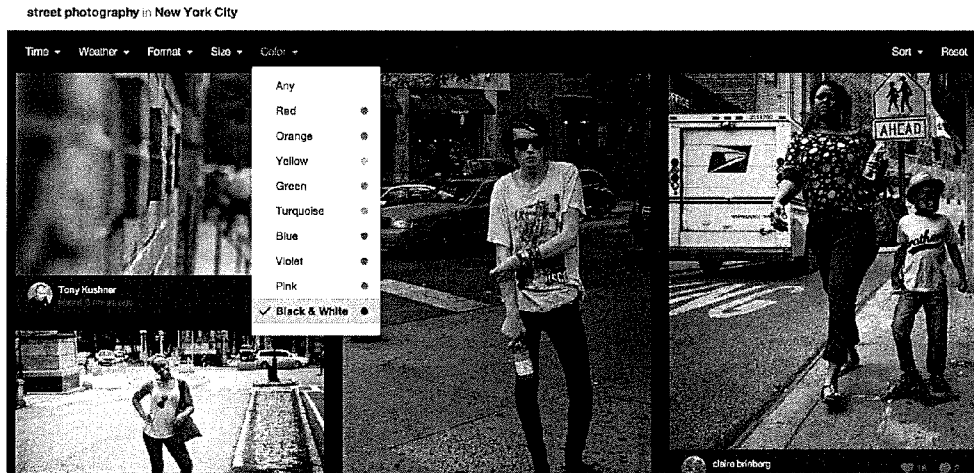 street photography in New York City
Time Weather Format Size Color Sort Reset
Any
Red
Orange
Yellow
Green
Turquoise
Blue
Violet
Pink
✓ Black & White
AHEAD
Tony Kushner
claire brinberg